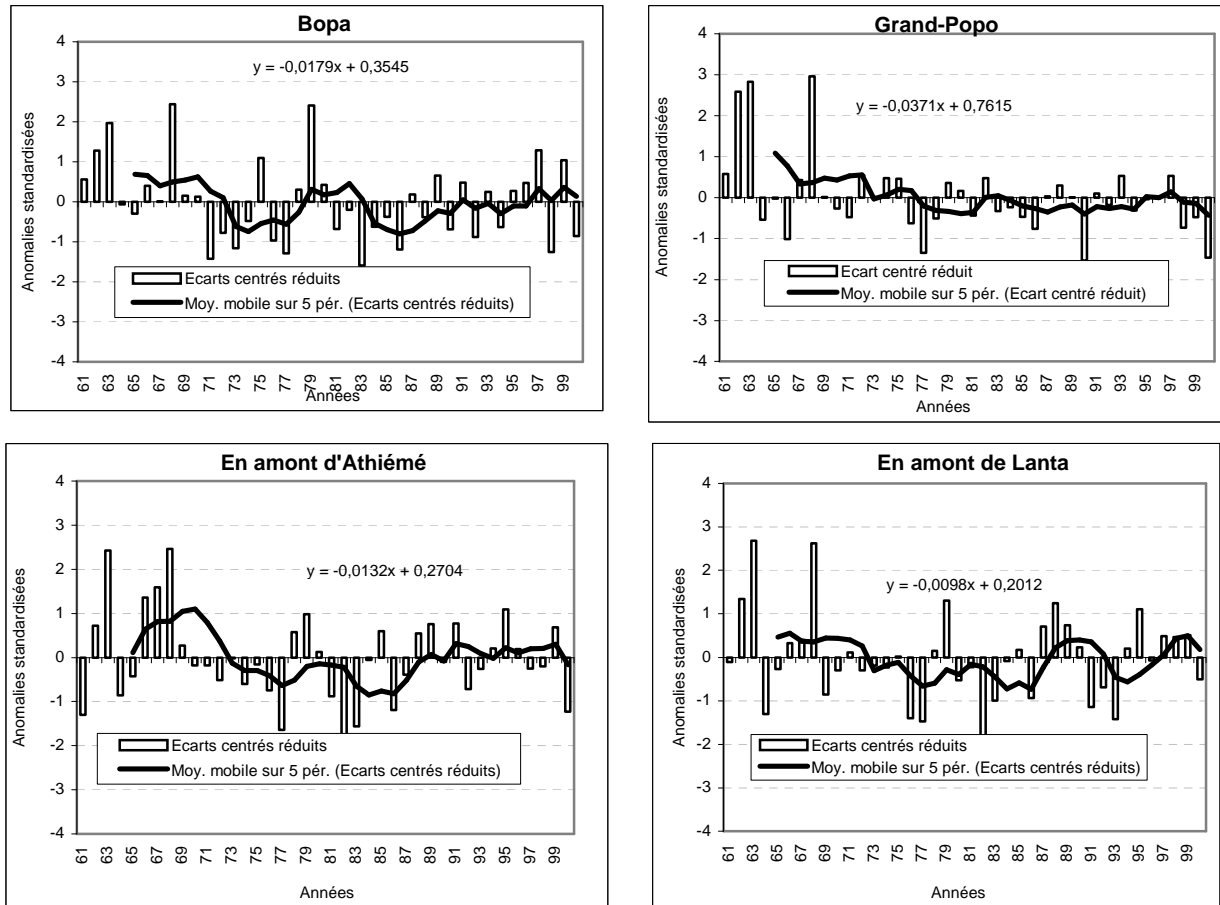 Bopa
Anomalies standardisées
4
3
2
1
0
-1
-2
-3
-4
y = -0,0179x + 0,3545
Ecarts centrés réduits
Moy. mobile sur 5 pér. (Ecarts centrés réduits)
61 63 65 67 69 71 73 75 77 79 81 83 85 87 89 91 93 95 97 99
Années
Grand-Popo
Anomalies standardisées
4
3
2
1
0
-1
-2
-3
-4
y = -0,0371x + 0,7615
Ecart centré réduit
Moy. mobile sur 5 pér. (Ecart centré réduit)
61 63 65 67 69 71 73 75 77 79 81 83 85 87 89 91 93 95 97 99
Années
En amont d'Athiémé
Anomalies standardisées
4
3
2
1
0
-1
-2
-3
-4
y = -0,0132x + 0,2704
Ecarts centrés réduits
Moy. mobile sur 5 pér. (Ecarts centrés réduits)
61 63 65 67 69 71 73 75 77 79 81 83 85 87 89 91 93 95 97 99
Années
En amont de Lanta
Anomalies standardisées
4
3
2
1
0
-1
-2
-3
-4
y = -0,0098x + 0,2012
Ecarts centrés réduits
Moy. mobile sur 5 pér. (Ecarts centrés réduits)
61 63 65 67 69 71 73 75 77 79 81 83 85 87 89 91 93 95 97 99
Années